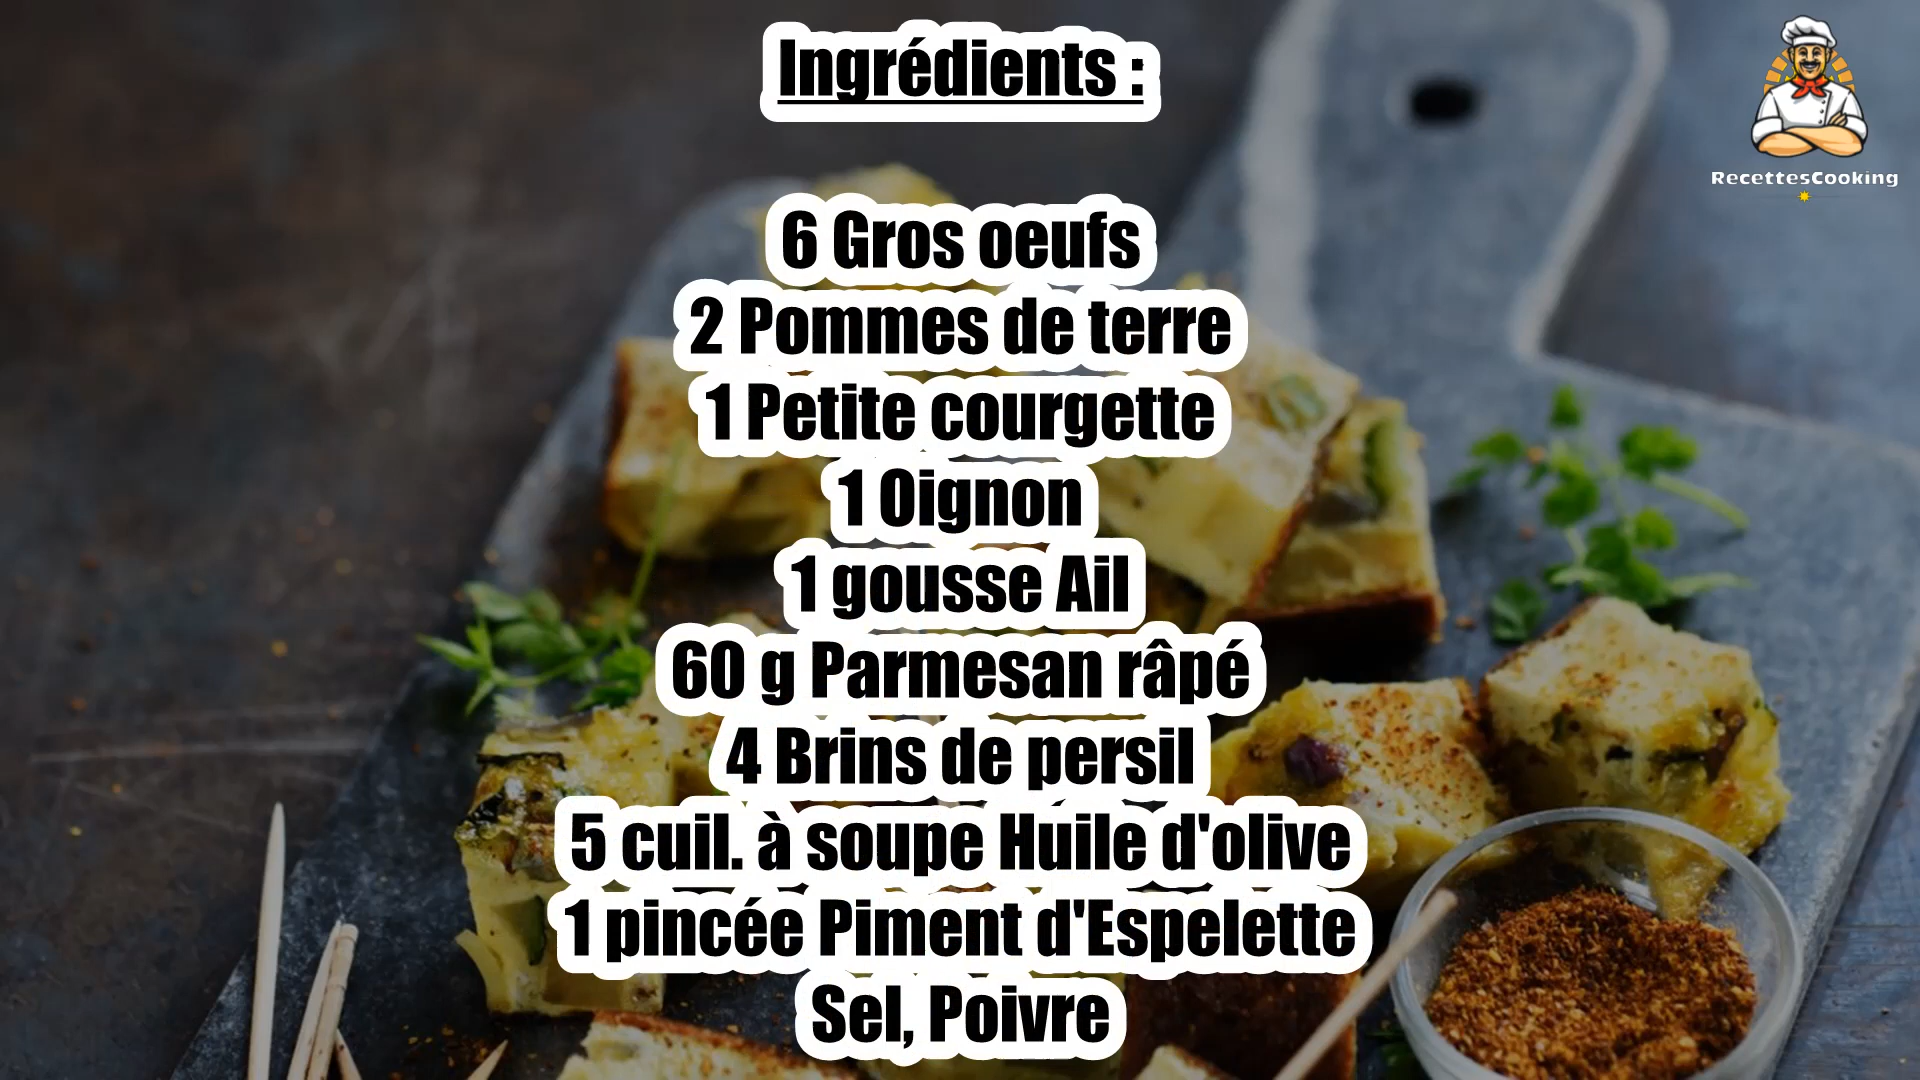 Ingrédients :
RecettesCooking
6 Gros oeufs
2 Pommes de terre
1 Petite courgette
1 Oignon
1 gousse Ail
60 g Parmesan râpé
4 Brins de persil
5 cuil. à soupe Huile d'olive
1 pincée Piment d'Espelette
Sel, Poivre